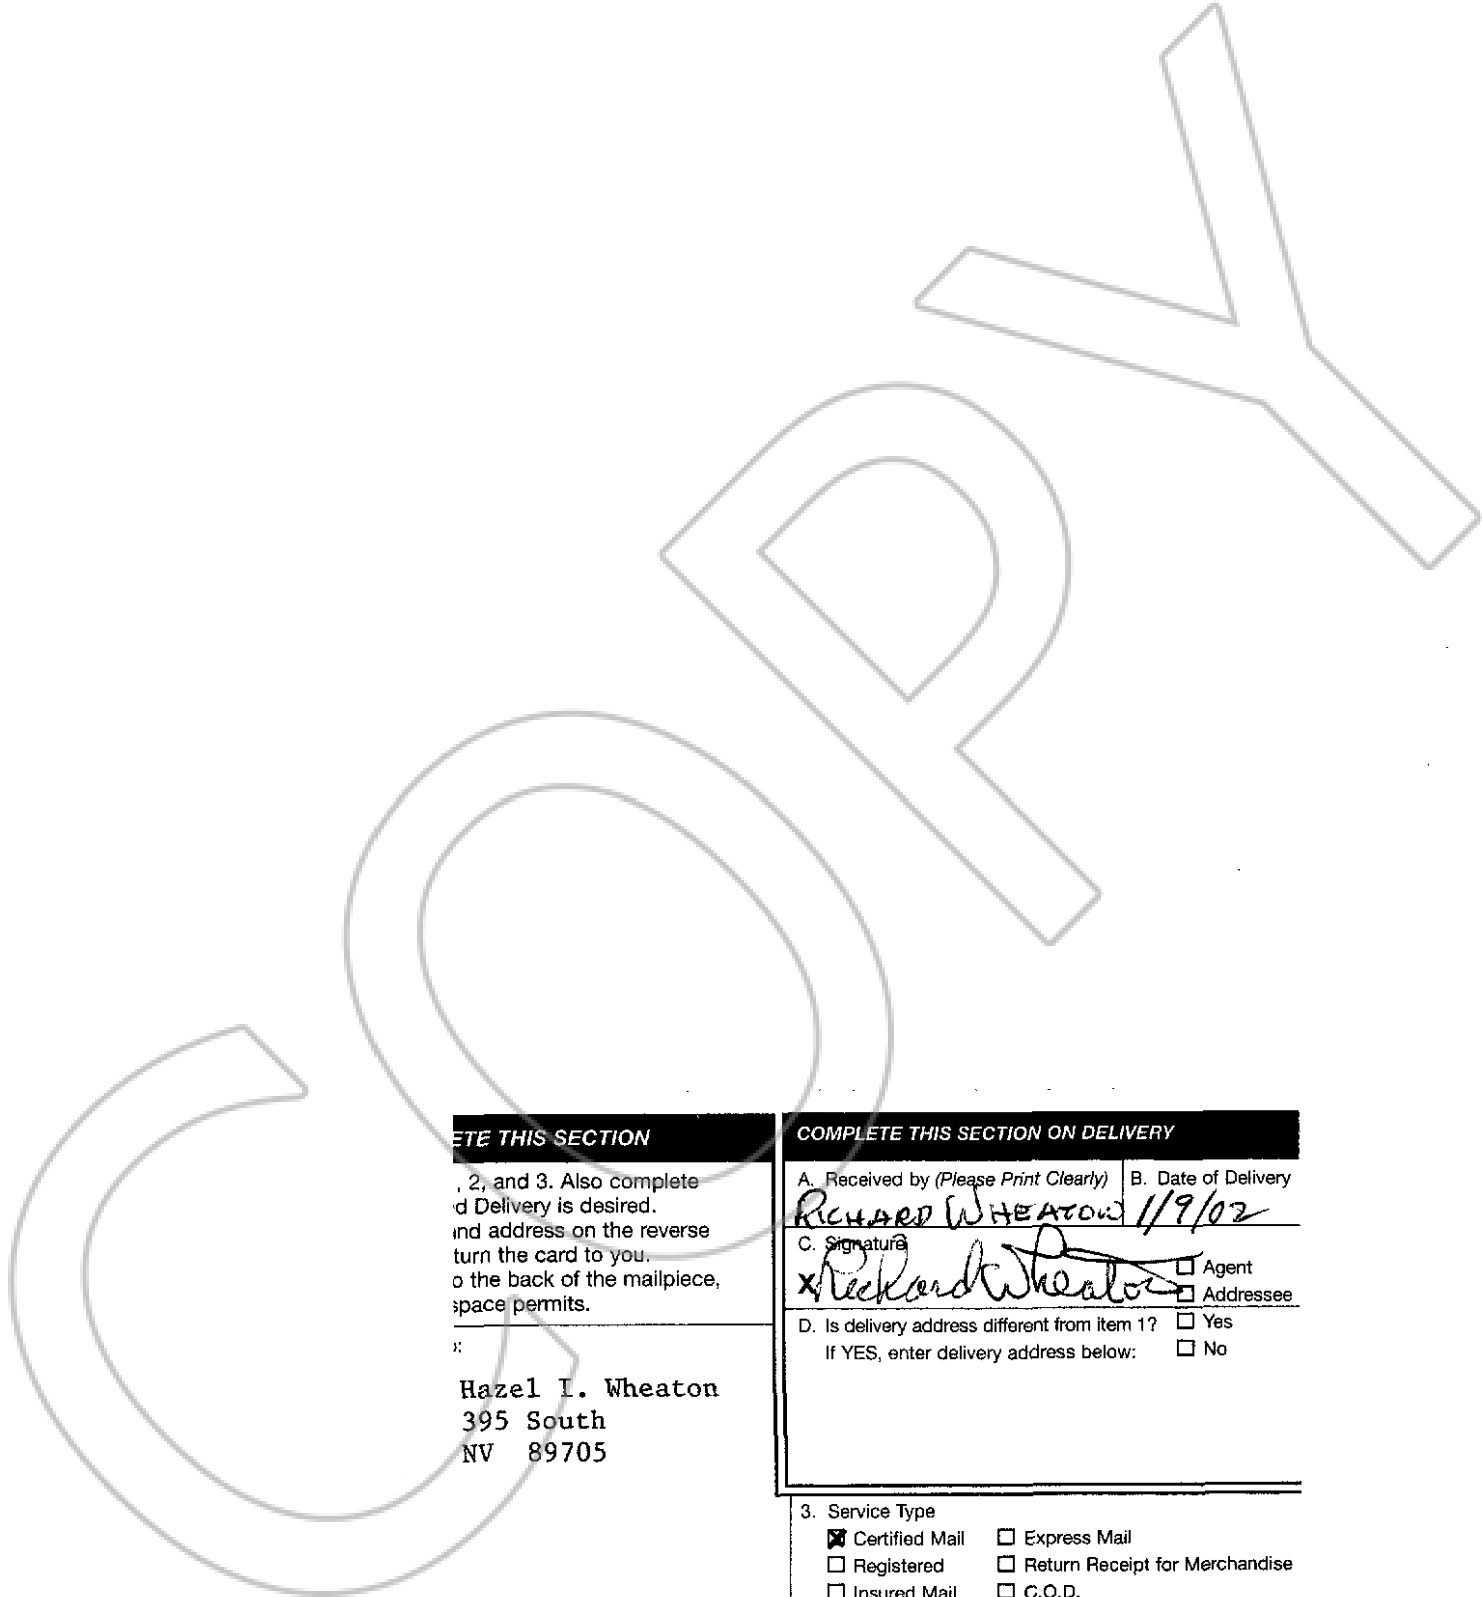 COPY
ETE THIS SECTION
, 2, and 3. Also complete
d Delivery is desired.
and address on the reverse
turn the card to you.
o the back of the mailpiece,
space permits.
o:
Hazel I. Wheaton
395 South
NV 89705
COMPLETE THIS SECTION ON DELIVERY
A. Received by (Please Print Clearly) B. Date of Delivery
RICHARD WHEATON 1/9/02
C. Signature
X Richard Wheaton
Agent
Addressee
D. Is delivery address different from item 1? Yes
If YES, enter delivery address below: No
3. Service Type
Certified Mail Express Mail
Registered Return Receipt for Merchandise
Insured Mail C.O.D.